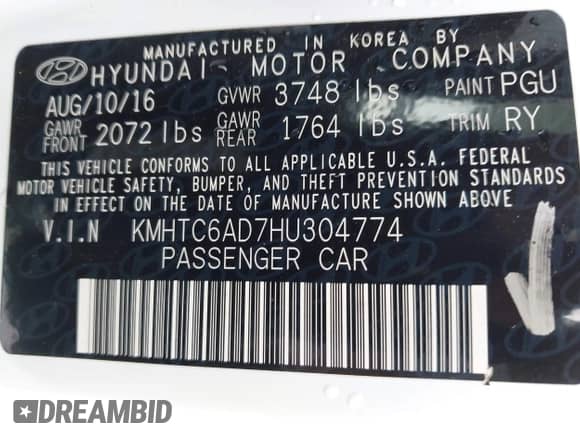 MANUFACTURED IN KOREA BY
HYUNDAI MOTOR COMPANY
AUG/10/16 GVWR 3748 lbs PAINT PGU
GAWR FRONT 2072 lbs GAWR REAR 1764 lbs TRIM RY
THIS VEHICLE CONFORMS TO ALL APPLICABLE U.S.A. FEDERAL
MOTOR VEHICLE SAFETY, BUMPER, AND THEFT PREVENTION STANDARDS
IN EFFECT ON THE DATE OF MANUFACTURE SHOWN ABOVE.
V.I.N KMHTC6AD7HU304774
PASSENGER CAR
DREAMBID